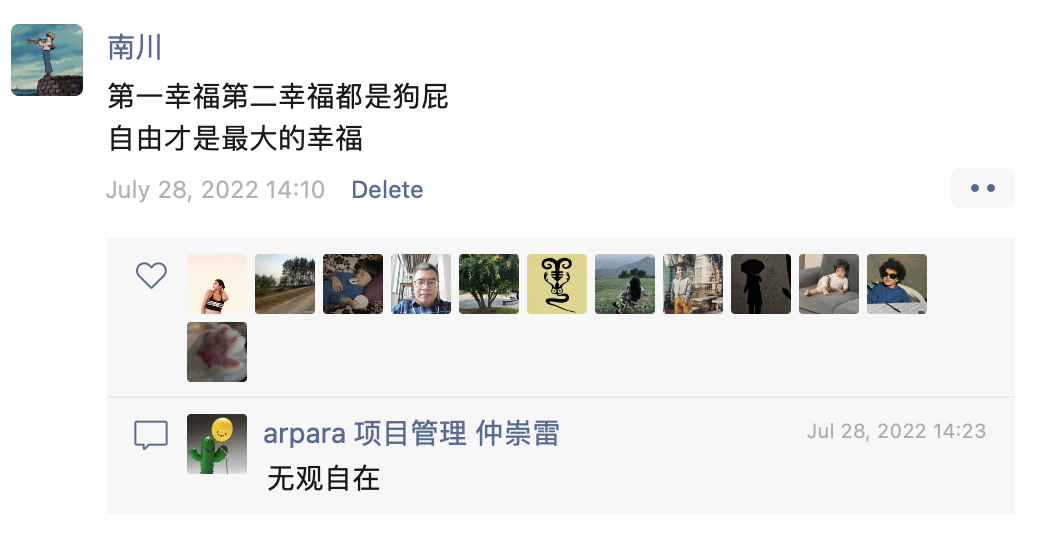 南川
第一幸福第二幸福都是狗屁
自由才是最大的幸福
July 28, 2022 14:10 Delete
arpara 项目管理 仲崇雷 Jul 28, 2022 14:23
无观自在